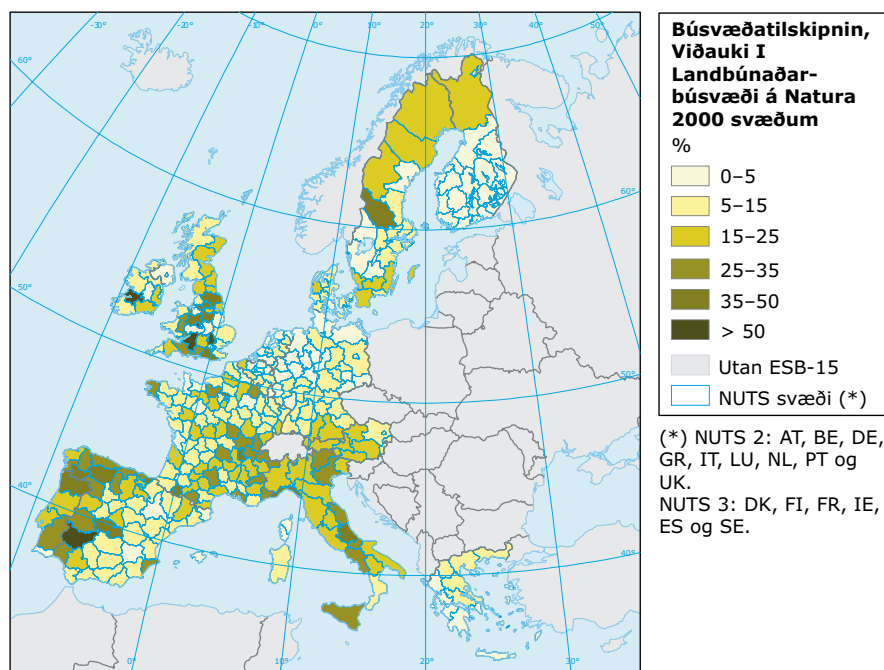 -30°
-20°
-10°
0°
10°
20°
30°
40°
50°
60°
60°
50°
40°
60°
50°
40°
0°
10°
20°
30°
Búsvæðatilskipnin,
Viðauki I
Landbúnaðar-
búsvæði á Natura
2000 svæðum
%
0–5
5–15
15–25
25–35
35–50
> 50
Utan ESB-15
NUTS svæði (*)
(*) NUTS 2: AT, BE, DE,
GR, IT, LU, NL, PT og
UK.
NUTS 3: DK, FI, FR, IE,
ES og SE.